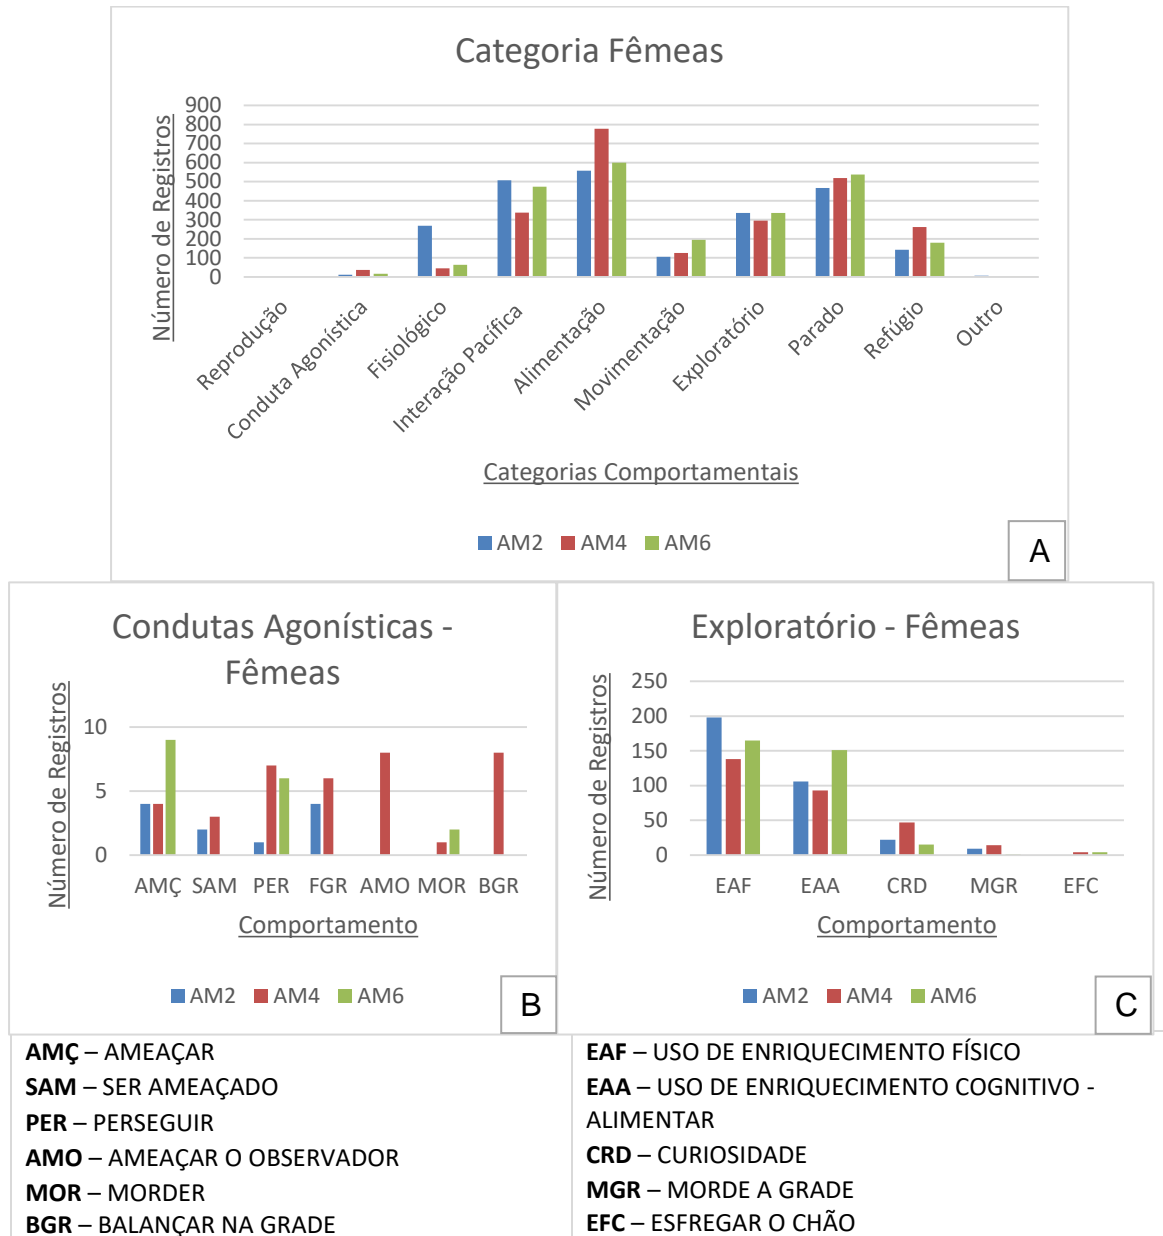 Categoria Fêmeas
Número de Registros
900
800
700
600
500
400
300
200
100
0
Reprodução
Conduta Agonística
Fisiológico
Interação Pacífica
Alimentação
Movimentação
Exploratório
Parado
Refúgio
Outro
Categorias Comportamentais
AM2 AM4 AM6
A
Condutas Agonísticas -
Fêmeas
Número de Registros
10
5
0
AMÇ SAM PER FGR AMO MOR BGR
Comportamento
AM2 AM4 AM6
B
Exploratório - Fêmeas
Número de Registros
250
200
150
100
50
0
EAF EAA CRD MGR EFC
Comportamento
AM2 AM4 AM6
C
AMÇ – AMEAÇAR
SAM – SER AMEAÇADO
PER – PERSEGUIR
AMO – AMEAÇAR O OBSERVADOR
MOR – MORDER
BGR – BALANÇAR NA GRADE
EAF – USO DE ENRIQUECIMENTO FÍSICO
EAA – USO DE ENRIQUECIMENTO COGNITIVO -
ALIMENTAR
CRD – CURIOSIDADE
MGR – MORDE A GRADE
EFC – ESFREGAR O CHÃO